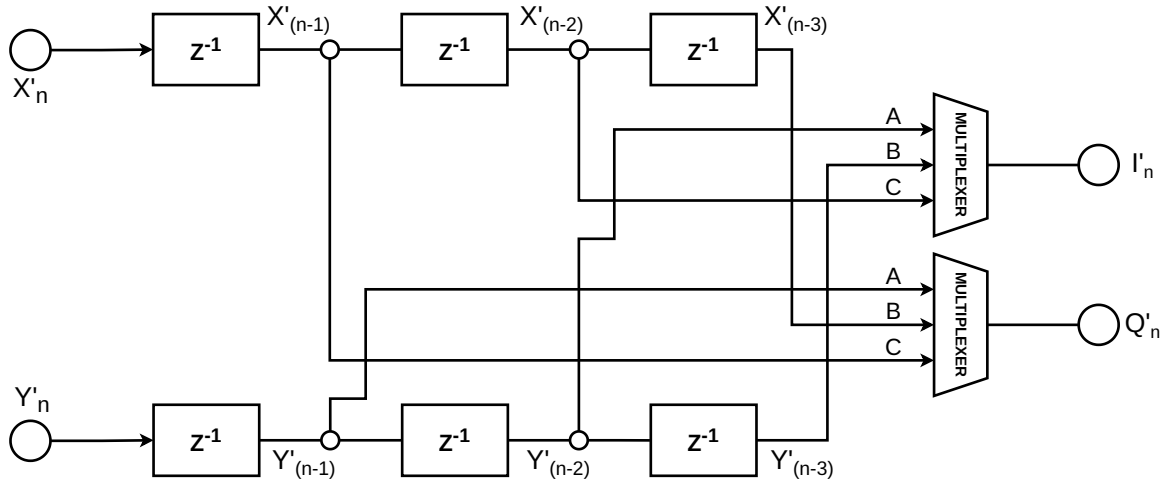 X'(n-1)
X'(n-2)
X'(n-3)
Z-1
Z-1
Z-1
X'n
A
B
C
MULTIPLEXER
I'n
A
B
C
MULTIPLEXER
Q'n
Y'n
Z-1
Z-1
Z-1
Y'(n-1)
Y'(n-2)
Y'(n-3)